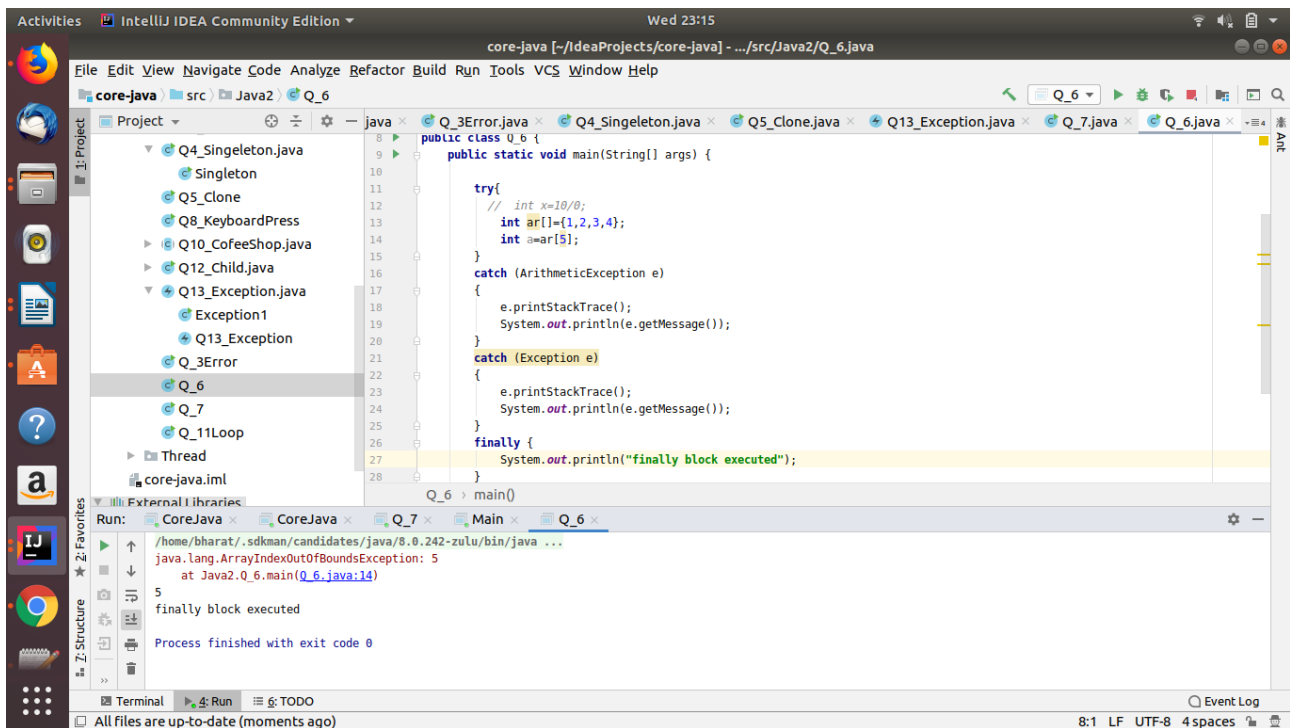 Activities IntelliJ IDEA Community Edition Wed 23:15
core-java [~/IdeaProjects/core-java] - .../src/Java2/Q_6.java
File Edit View Navigate Code Analyze Refactor Build Run Tools VCS Window Help
core-java src Java2 Q_6 Q_6
1: Project
Project
java Q_3Error.java Q4_Singeleton.java Q5_Clone.java Q13_Exception.java Q_7.java Q_6.java 4
Ant
Q4_Singeleton.java
Singleton
Q5_Clone
Q8_KeyboardPress
Q10_CofeeShop.java
Q12_Child.java
Q13_Exception.java
Exception1
Q13_Exception
Q_3Error
Q_6
Q_7
Q_11Loop
Thread
core-java.iml
External Libraries
8 public class Q_6 {
9 public static void main(String[] args) {
10
11 try{
12 // int x=10/0;
13 int ar[]={1,2,3,4};
14 int a=ar[5];
15 }
16 catch (ArithmeticException e)
17 {
18 e.printStackTrace();
19 System.out.println(e.getMessage());
20 }
21 catch (Exception e)
22 {
23 e.printStackTrace();
24 System.out.println(e.getMessage());
25 }
26 finally {
27 System.out.println("finally block executed");
28 }
Q_6 › main()
2: Favorites
Z: Structure
Run: CoreJava CoreJava Q_7 Main Q_6
/home/bharat/.sdkman/candidates/java/8.0.242-zulu/bin/java ...
java.lang.ArrayIndexOutOfBoundsException: 5
at Java2.Q_6.main(Q_6.java:14)
5
finally block executed
Process finished with exit code 0
Terminal 4: Run 6: TODO Event Log
All files are up-to-date (moments ago) 8:1 LF UTF-8 4 spaces